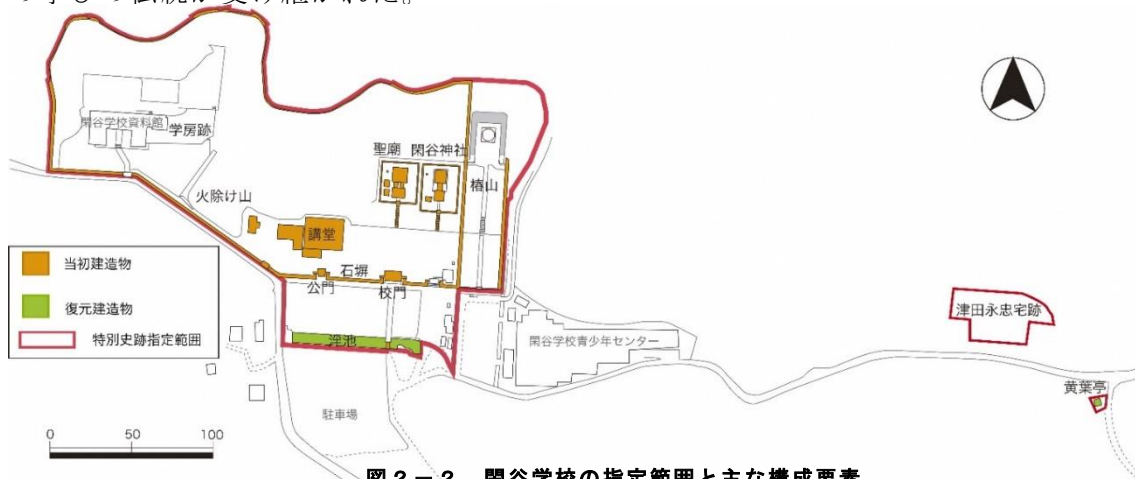 閑谷学校資料館
学房跡
聖廟 閑谷神社
椿山
火除け山
講堂
石塀
公門
校門
当初建造物
復元建造物
特別史跡指定範囲
泮池
閑谷学校青少年センター
津田永忠宅跡
黄葉亭
駐車場
0 50 100
図2-2 閑谷学校の指定範囲と主な構成要素